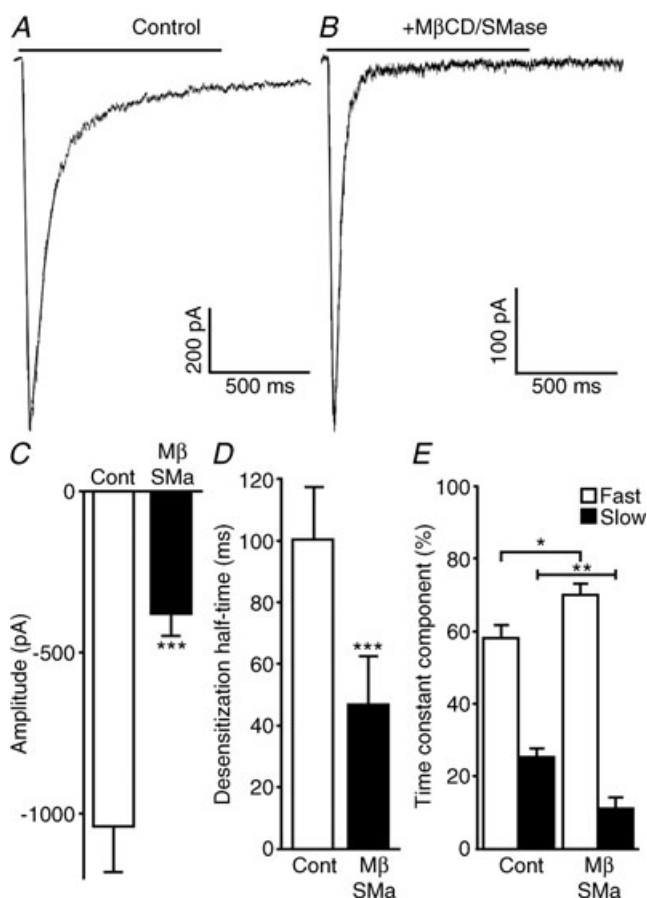 A
Control
200 pA
500 ms
B
+MβCD/SMase
100 pA
500 ms
C
Amplitude (pA)
0
-500
-1000
Cont
Mβ
SMa
***
D
Desensitization half-time (ms)
120
100
80
60
40
20
0
***
Cont
Mβ
SMa
E
Time constant component (%)
100
80
60
40
20
0
Fast
Slow
*
**
Cont
Mβ
SMa